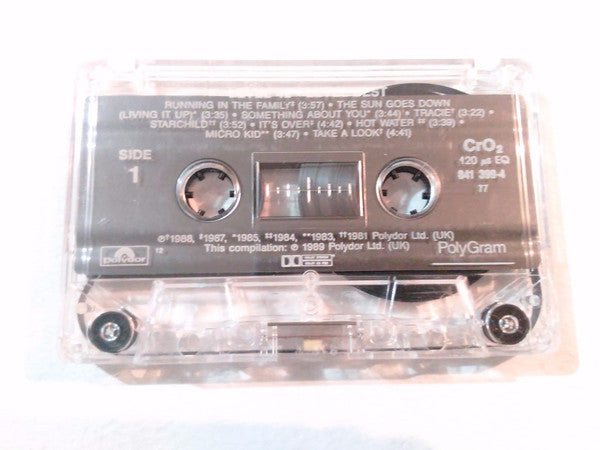 RUNNING IN THE FAMILY‡ (3:57) • THE SUN GOES DOWN
(LIVING IT UP)* (3:35) • SOMETHING ABOUT YOU* (3:44) • TRACIE† (3:22)
STARCHILD†† (3:52) • IT'S OVER‡ (4:42) • HOT WATER ‡‡ (3:39) •
MICRO KID** (3:47) • TAKE A LOOK† (4:41)
SIDE
1
CrO2
120 µs EQ
841 399-4
77
℗†1988, ‡1987, *1985, ‡‡1984, **1983, ††1981 Polydor Ltd. (UK)
This compilation: ℗ 1989 Polydor Ltd. (UK)
polydor
12
PolyGram